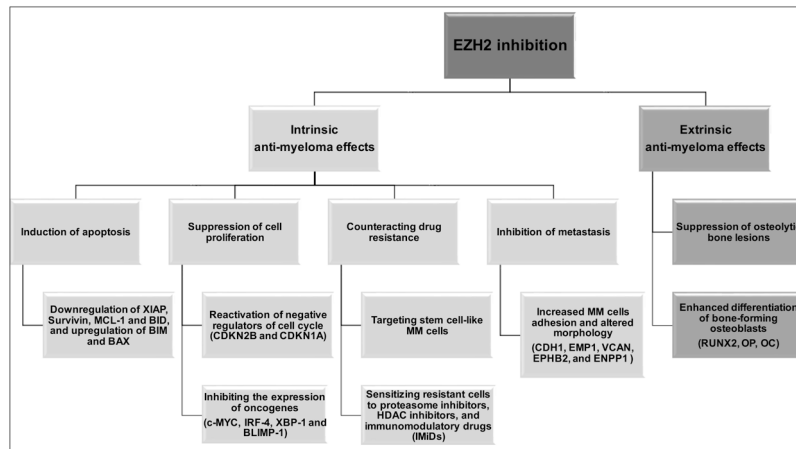 EZH2 inhibition
Intrinsic
anti-myeloma effects
Extrinsic
anti-myeloma effects
Induction of apoptosis
Suppression of cell
proliferation
Counteracting drug
resistance
Inhibition of metastasis
Suppression of osteolytic
bone lesions
Downregulation of XIAP,
Survivin, MCL-1 and BID,
and upregulation of BIM
and BAX
Reactivation of negative
regulators of cell cycle
(CDKN2B and CDKN1A)
Targeting stem cell-like
MM cells
Increased MM cells
adhesion and altered
morphology
(CDH1, EMP1, VCAN,
EPHB2, and ENPP1)
Enhanced differentiation
of bone-forming
osteoblasts
(RUNX2, OP, OC)
Inhibiting the expression
of oncogenes
(c-MYC, IRF-4, XBP-1 and
BLIMP-1)
Sensitizing resistant cells
to proteasome inhibitors,
HDAC inhibitors, and
immunomodulatory drugs
(IMiDs)